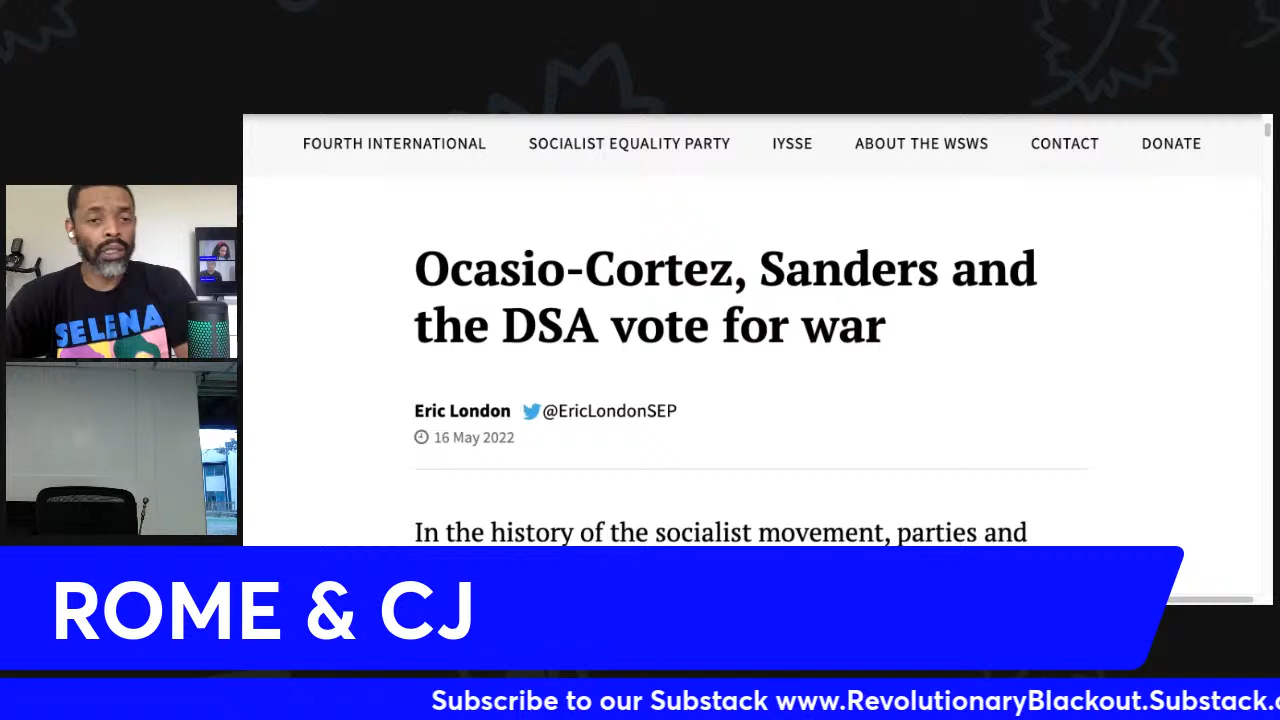 FOURTH INTERNATIONAL SOCIALIST EQUALITY PARTY IYSSE ABOUT THE WSWS CONTACT DONATE
Ocasio-Cortez, Sanders and
the DSA vote for war
Eric London @EricLondonSEP
16 May 2022
In the history of the socialist movement, parties and
SELENA
ROME & CJ
Subscribe to our Substack www.RevolutionaryBlackout.Substack.